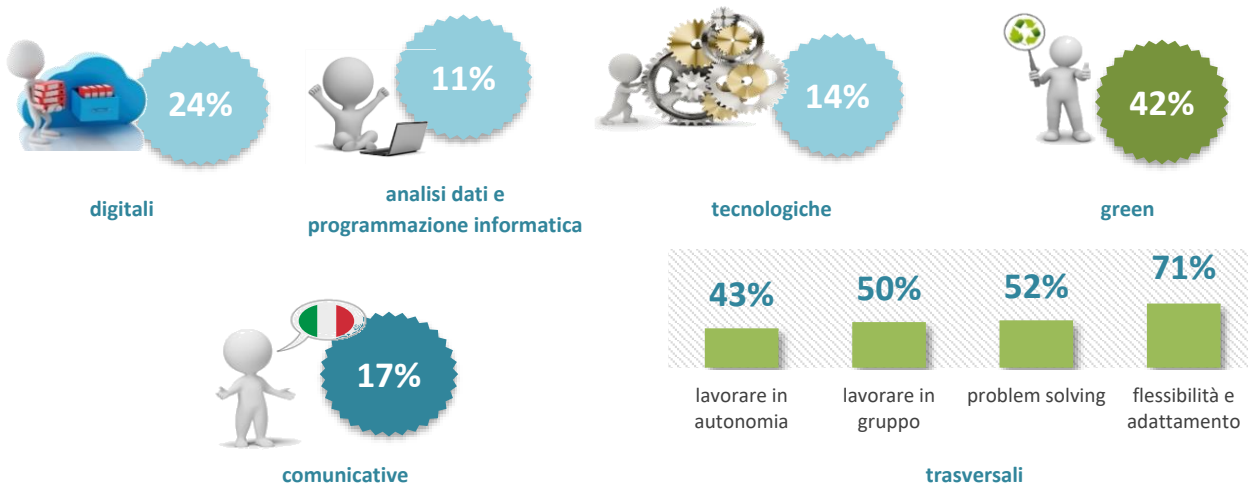 24%
11%
14%
42%
digitali
analisi dati e
programmazione informatica
tecnologiche
green
17%
comunicative
43%
50%
52%
71%
lavorare in
autonomia
lavorare in
gruppo
problem solving
flessibilità e
adattamento
trasversali